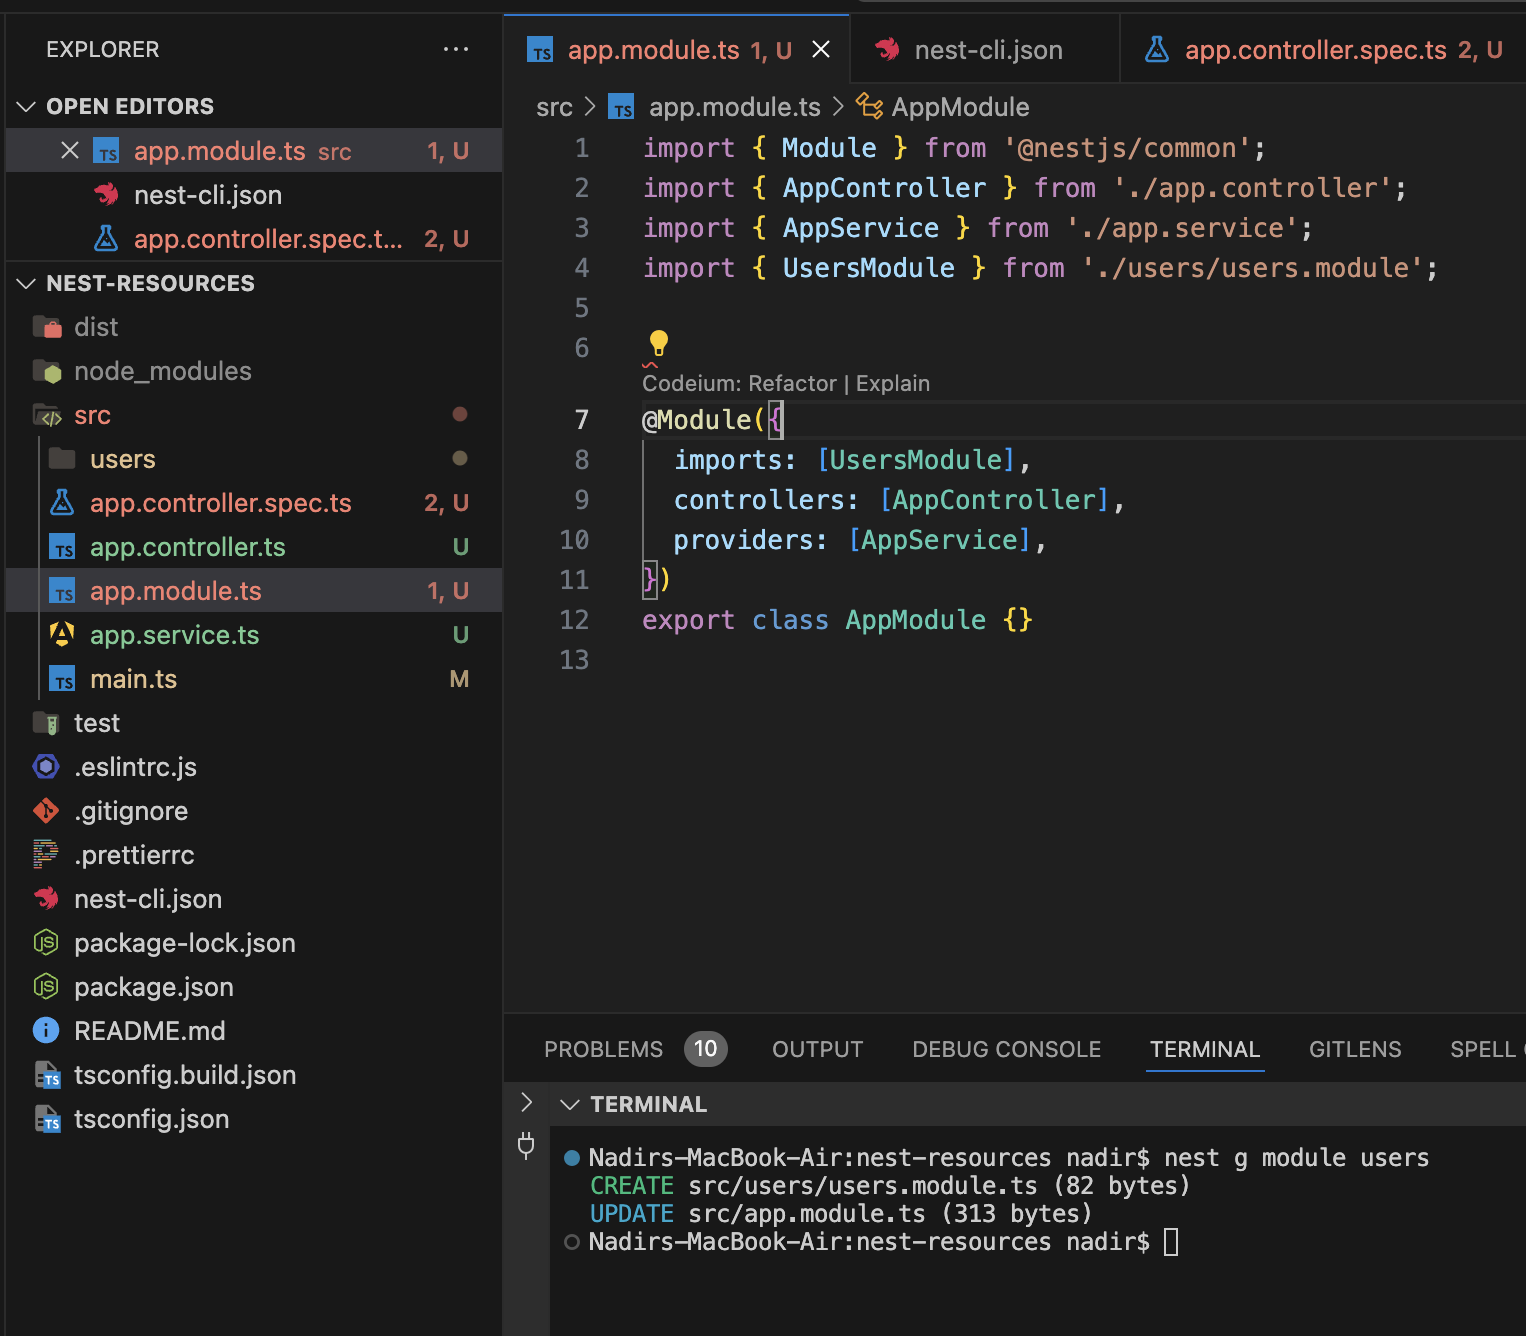 EXPLORER
OPEN EDITORS
app.module.ts src 1, U
nest-cli.json
app.controller.spec.t... 2, U
NEST-RESOURCES
dist
node_modules
src
users
app.controller.spec.ts 2, U
app.controller.ts U
app.module.ts 1, U
app.service.ts U
main.ts M
test
.eslintrc.js
.gitignore
.prettierrc
nest-cli.json
package-lock.json
package.json
README.md
tsconfig.build.json
tsconfig.json
app.module.ts 1, U
nest-cli.json
app.controller.spec.ts 2, U
src > app.module.ts > AppModule
1 import { Module } from '@nestjs/common';
2 import { AppController } from './app.controller';
3 import { AppService } from './app.service';
4 import { UsersModule } from './users/users.module';
5
6
Codeium: Refactor | Explain
7 @Module({
8 imports: [UsersModule],
9 controllers: [AppController],
10 providers: [AppService],
11 })
12 export class AppModule {}
13
PROBLEMS 10 OUTPUT DEBUG CONSOLE TERMINAL GITLENS SPELL
TERMINAL
Nadirs-MacBook-Air:nest-resources nadir$ nest g module users
CREATE src/users/users.module.ts (82 bytes)
UPDATE src/app.module.ts (313 bytes)
Nadirs-MacBook-Air:nest-resources nadir$